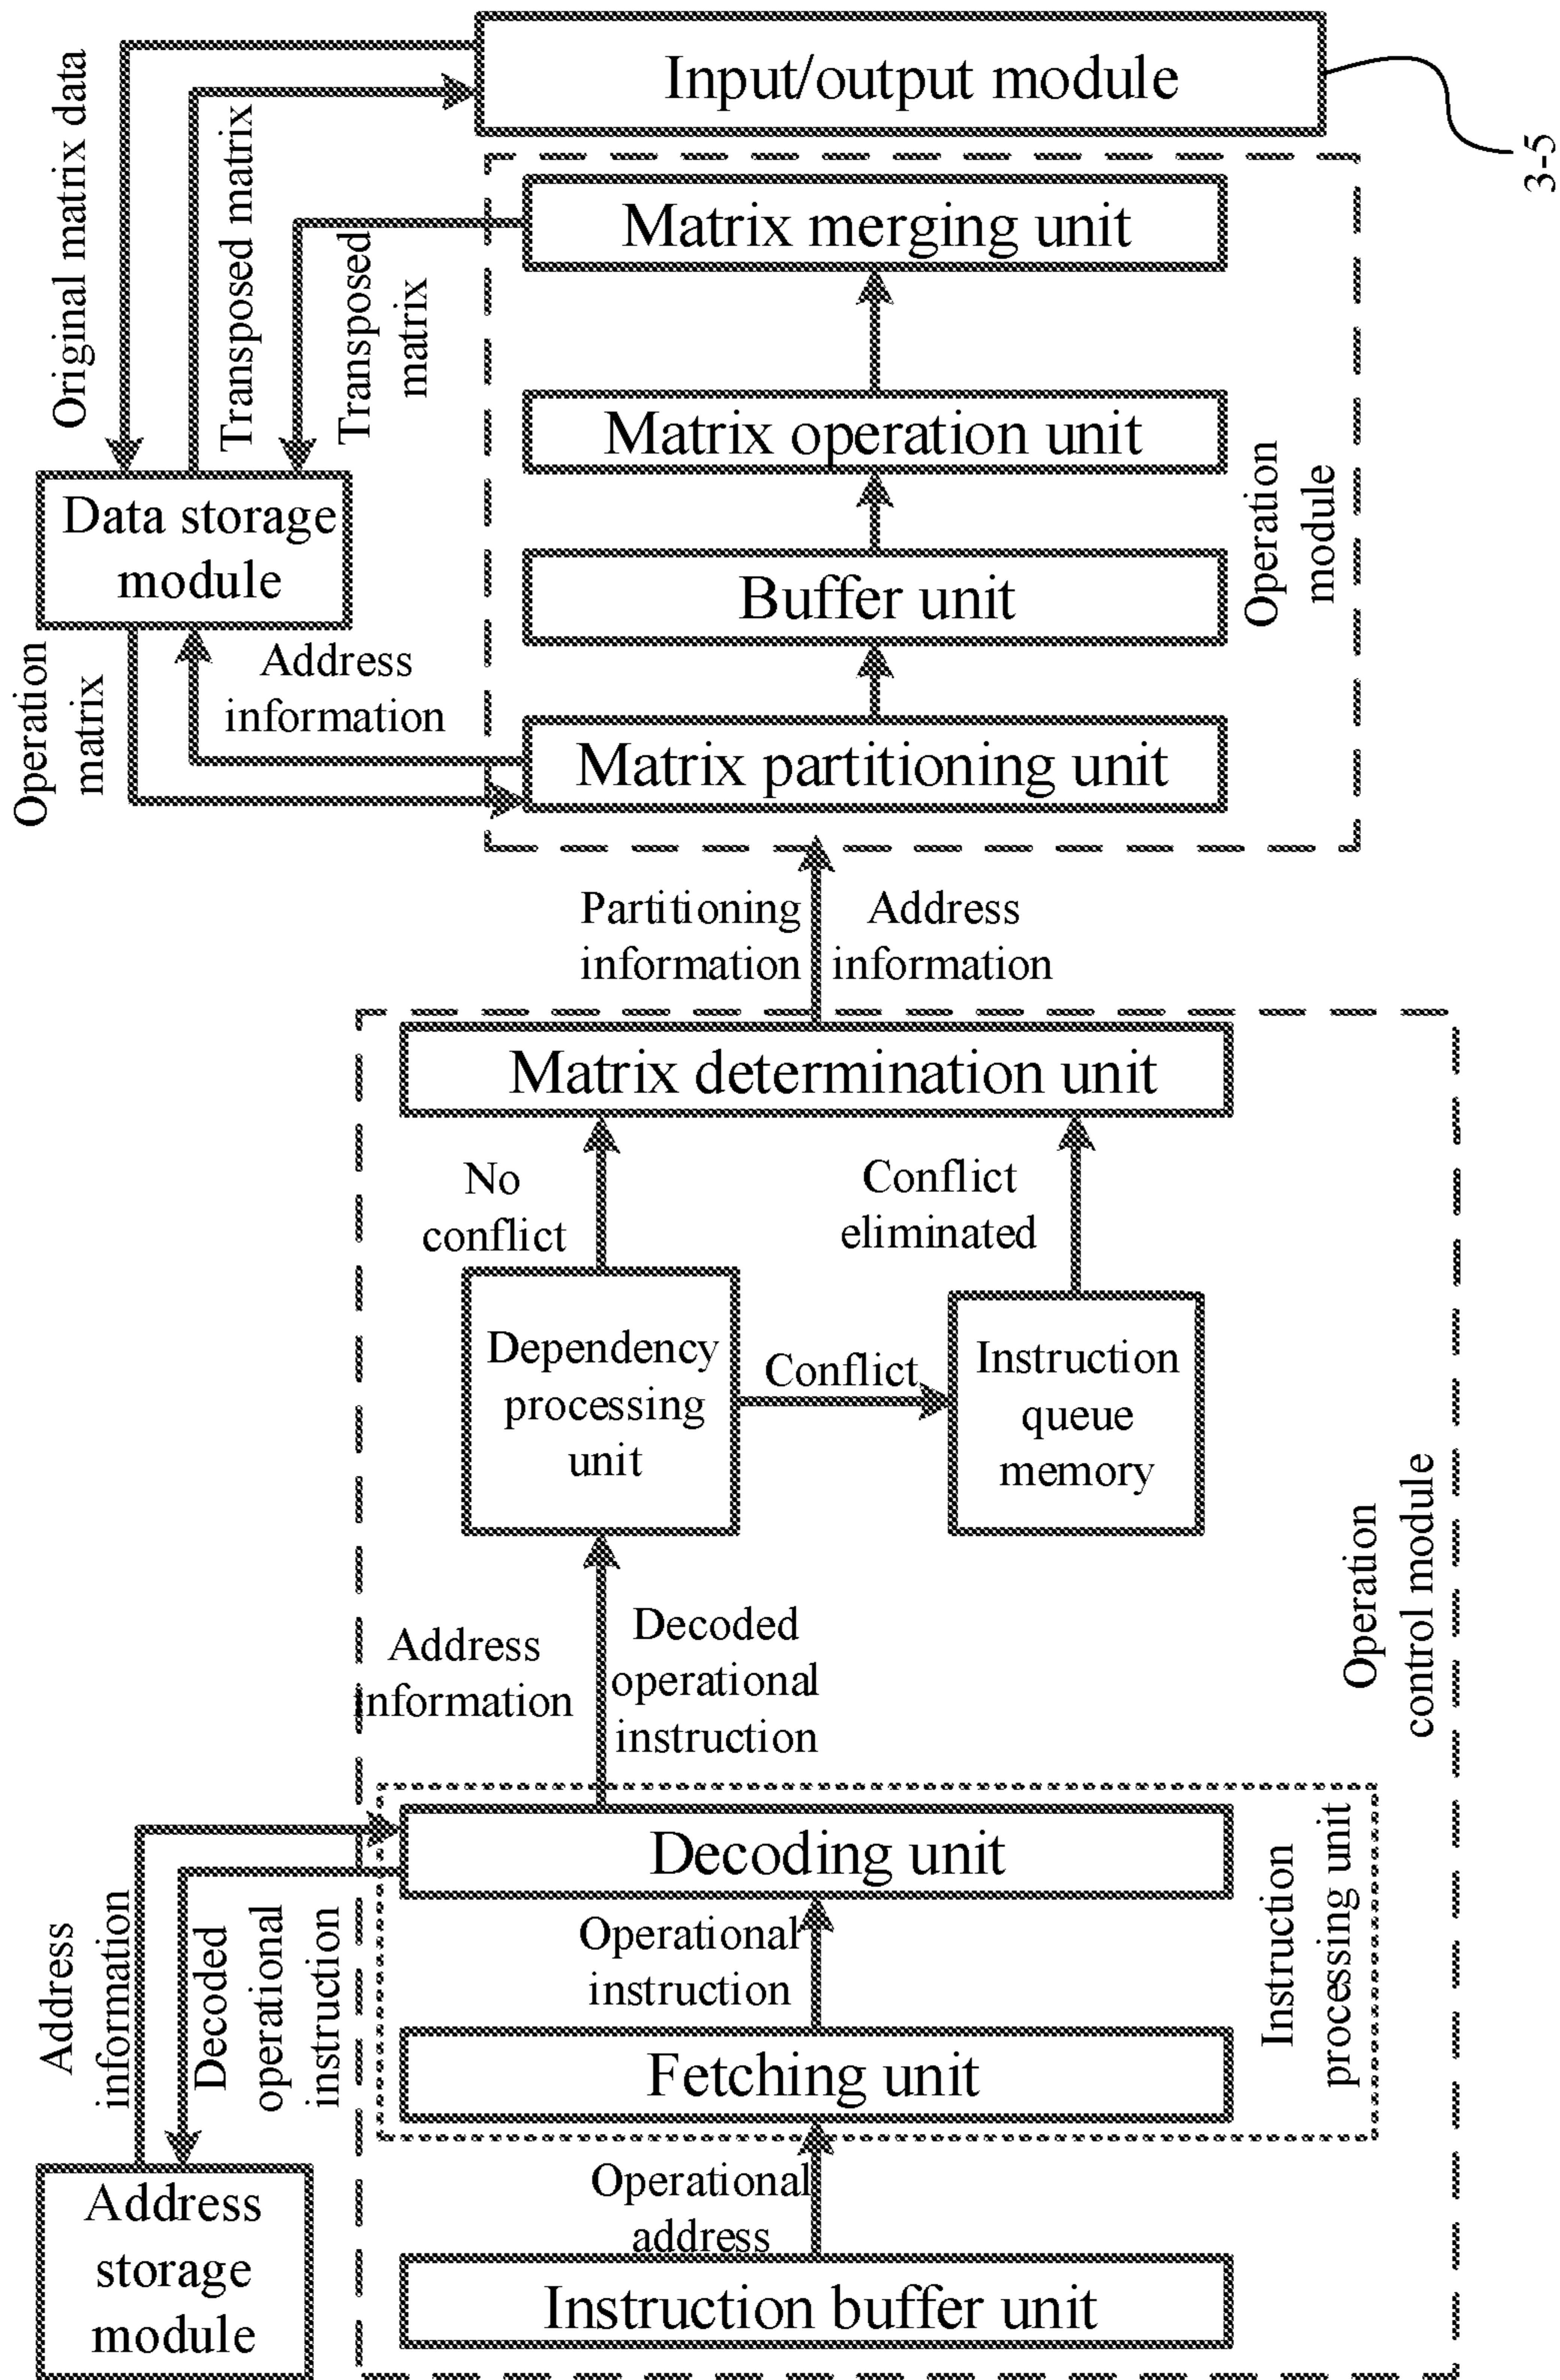 Input/output module
3-5
Original matrix data
Transposed matrix
Transposed
matrix
Matrix merging unit
Matrix operation unit
Data storage
module
Buffer unit
Operation
module
Operation
matrix
Address
information
Matrix partitioning unit
Partitioning
information
Address
information
Matrix determination unit
No
conflict
Conflict
eliminated
Dependency
processing
unit
Conflict
Instruction
queue
memory
Operation
control module
Address
information
Decoded
operational
instruction
Decoding unit
Address
information
Decoded
operational
instruction
Operational
instruction
Instruction
processing unit
Fetching unit
Operational
address
Address
storage
module
Instruction buffer unit